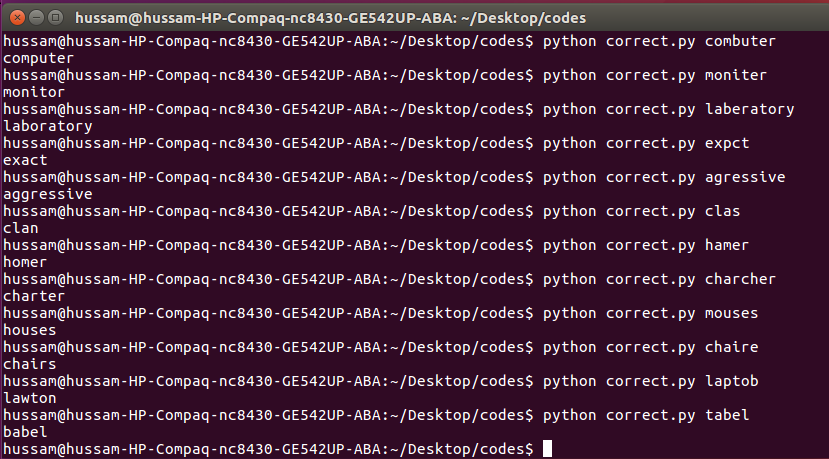 hussam@hussam-HP-Compaq-nc8430-GE542UP-ABA: ~/Desktop/codes
hussam@hussam-HP-Compaq-nc8430-GE542UP-ABA:~/Desktop/codes$ python correct.py combuter
computer
hussam@hussam-HP-Compaq-nc8430-GE542UP-ABA:~/Desktop/codes$ python correct.py moniter
monitor
hussam@hussam-HP-Compaq-nc8430-GE542UP-ABA:~/Desktop/codes$ python correct.py laberatory
laboratory
hussam@hussam-HP-Compaq-nc8430-GE542UP-ABA:~/Desktop/codes$ python correct.py expct
exact
hussam@hussam-HP-Compaq-nc8430-GE542UP-ABA:~/Desktop/codes$ python correct.py agressive
aggressive
hussam@hussam-HP-Compaq-nc8430-GE542UP-ABA:~/Desktop/codes$ python correct.py clas
clan
hussam@hussam-HP-Compaq-nc8430-GE542UP-ABA:~/Desktop/codes$ python correct.py hamer
homer
hussam@hussam-HP-Compaq-nc8430-GE542UP-ABA:~/Desktop/codes$ python correct.py charcher
charter
hussam@hussam-HP-Compaq-nc8430-GE542UP-ABA:~/Desktop/codes$ python correct.py mouses
houses
hussam@hussam-HP-Compaq-nc8430-GE542UP-ABA:~/Desktop/codes$ python correct.py chaire
chairs
hussam@hussam-HP-Compaq-nc8430-GE542UP-ABA:~/Desktop/codes$ python correct.py laptob
lawton
hussam@hussam-HP-Compaq-nc8430-GE542UP-ABA:~/Desktop/codes$ python correct.py tabel
babel
hussam@hussam-HP-Compaq-nc8430-GE542UP-ABA:~/Desktop/codes$